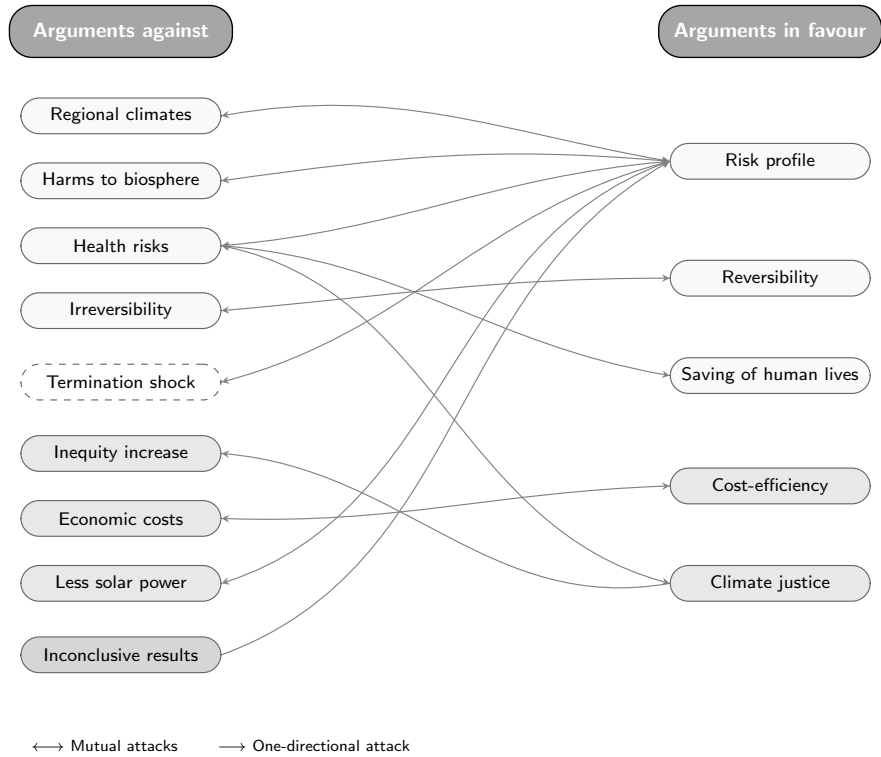 Arguments against
Arguments in favour
Regional climates
Risk profile
Harms to biosphere
Health risks
Reversibility
Irreversibility
Termination shock
Saving of human lives
Inequity increase
Cost-efficiency
Economic costs
Less solar power
Climate justice
Inconclusive results
Mutual attacks
One-directional attack